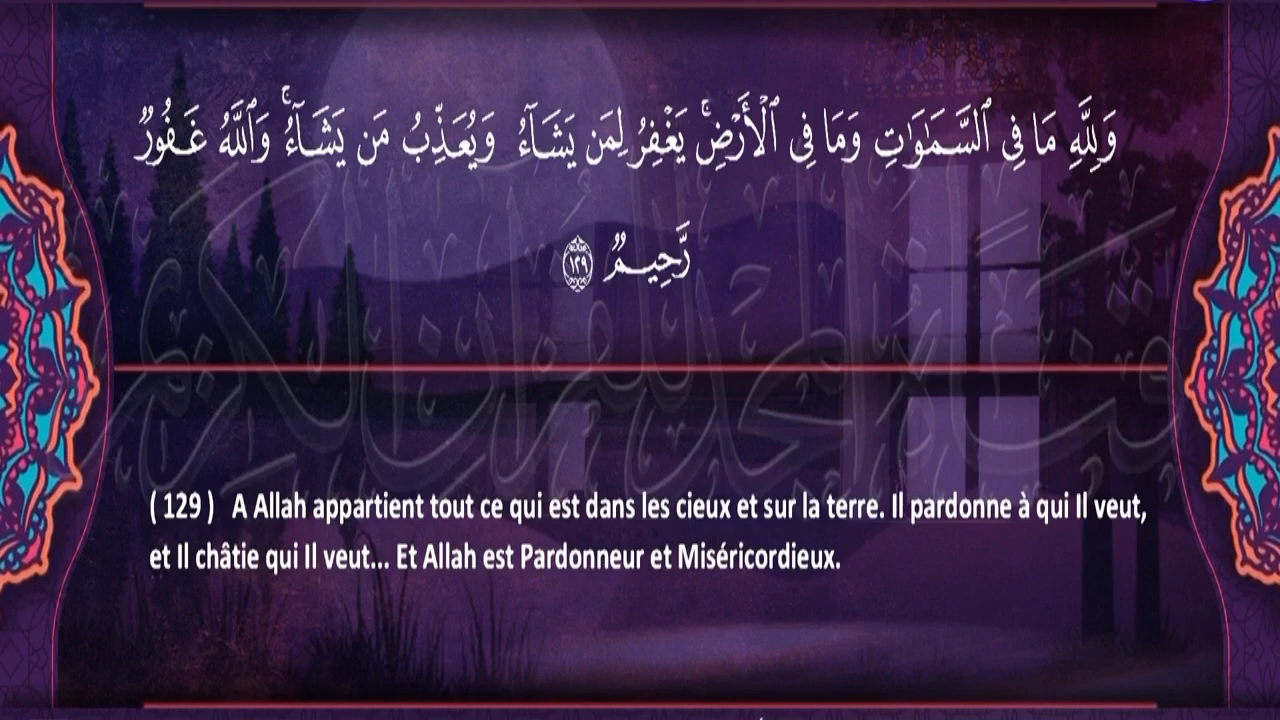 وَلِلَّهِ مَا فِى ٱلسَّمَٰوَٰتِ وَمَا فِى ٱلْأَرْضِ ۚ يَغْفِرُ لِمَن يَشَآءُ وَيُعَذِّبُ مَن يَشَآءُ ۚ وَٱللَّهُ غَفُورٌ
رَّحِيمٌ ١٢٩
( 129 ) A Allah appartient tout ce qui est dans les cieux et sur la terre. Il pardonne à qui Il veut,
et Il châtie qui Il veut... Et Allah est Pardonneur et Miséricordieux.